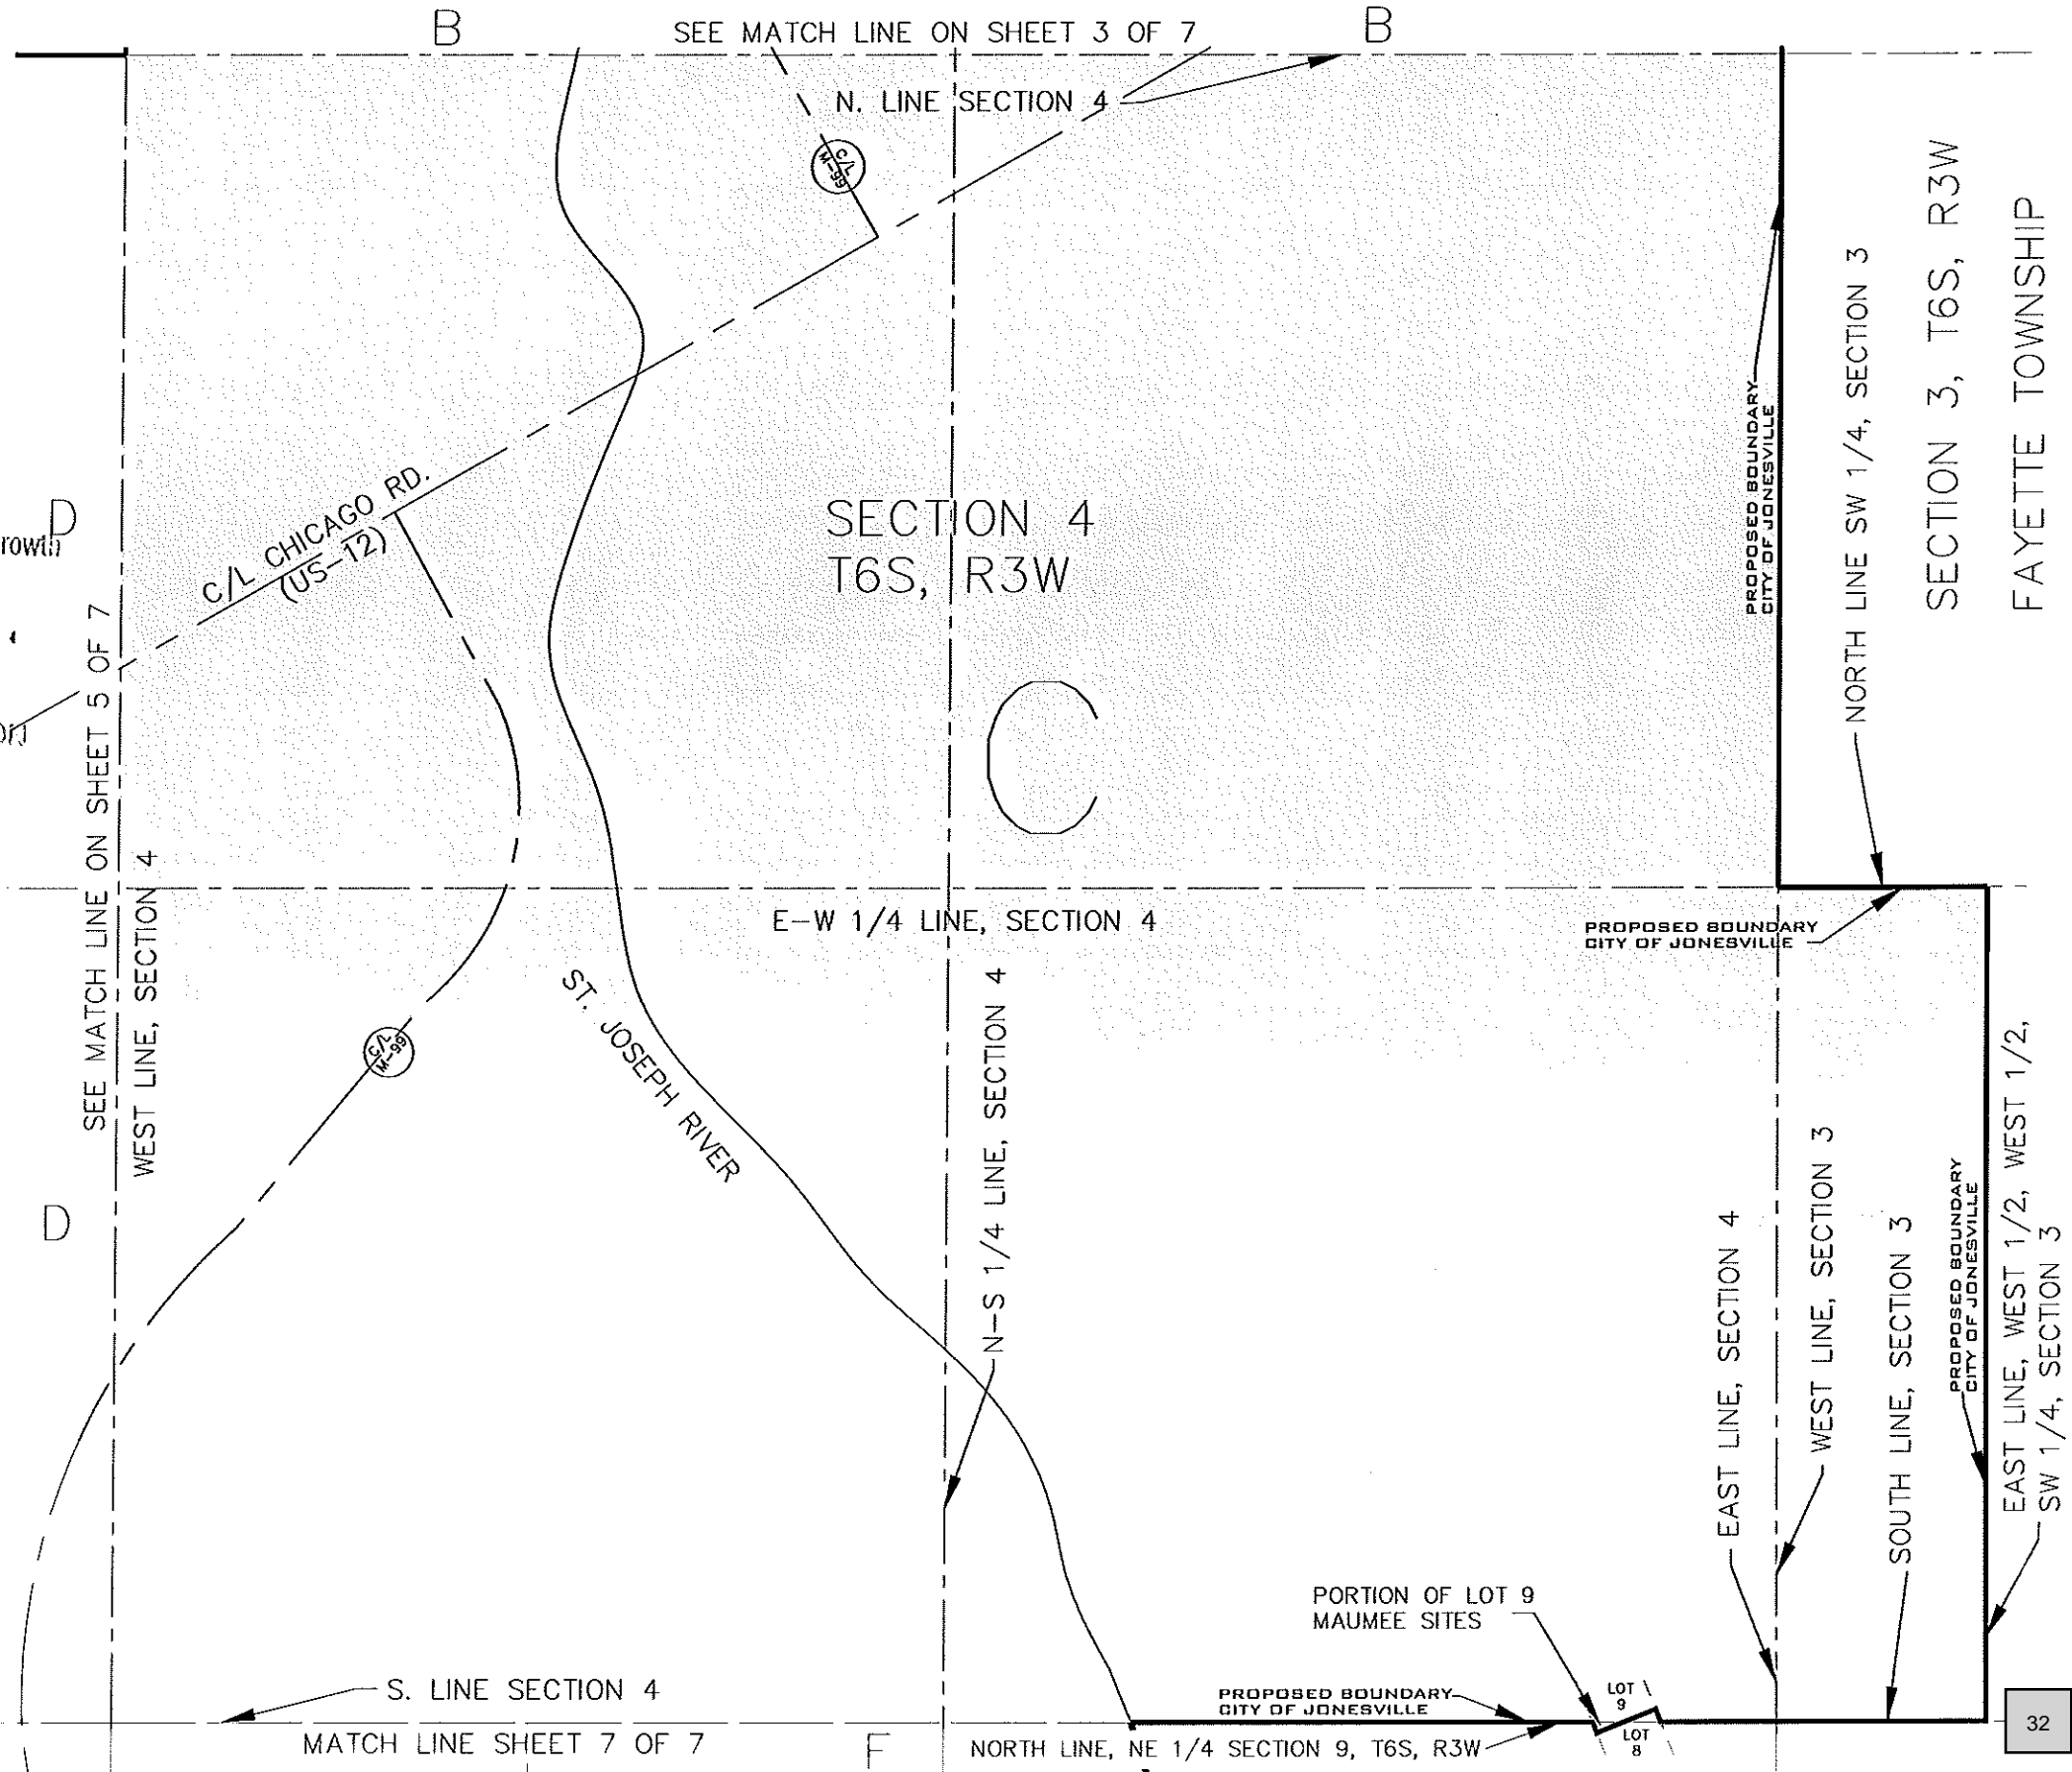 B
SEE MATCH LINE ON SHEET 3 OF 7
B
N. LINE SECTION 4
C/L
M-99
SECTION 3, T6S, R3W
FAYETTE TOWNSHIP
NORTH LINE SW 1/4, SECTION 3
PROPOSED BOUNDARY
CITY OF JONESVILLE
D
rowth
C/L CHICAGO RD.
(US-12)
SECTION 4
T6S, R3W
C
SEE MATCH LINE ON SHEET 5 OF 7
WEST LINE, SECTION 4
E-W 1/4 LINE, SECTION 4
PROPOSED BOUNDARY
CITY OF JONESVILLE
C/L
M-99
ST. JOSEPH RIVER
N-S 1/4 LINE, SECTION 4
D
EAST LINE, SECTION 4
WEST LINE, SECTION 3
SOUTH LINE, SECTION 3
PROPOSED BOUNDARY
CITY OF JONESVILLE
EAST LINE, WEST 1/2, WEST 1/2,
SW 1/4, SECTION 3
PORTION OF LOT 9
MAUMEE SITES
S. LINE SECTION 4
PROPOSED BOUNDARY
CITY OF JONESVILLE
LOT
9
LOT
8
32
MATCH LINE SHEET 7 OF 7
F
NORTH LINE, NE 1/4 SECTION 9, T6S, R3W